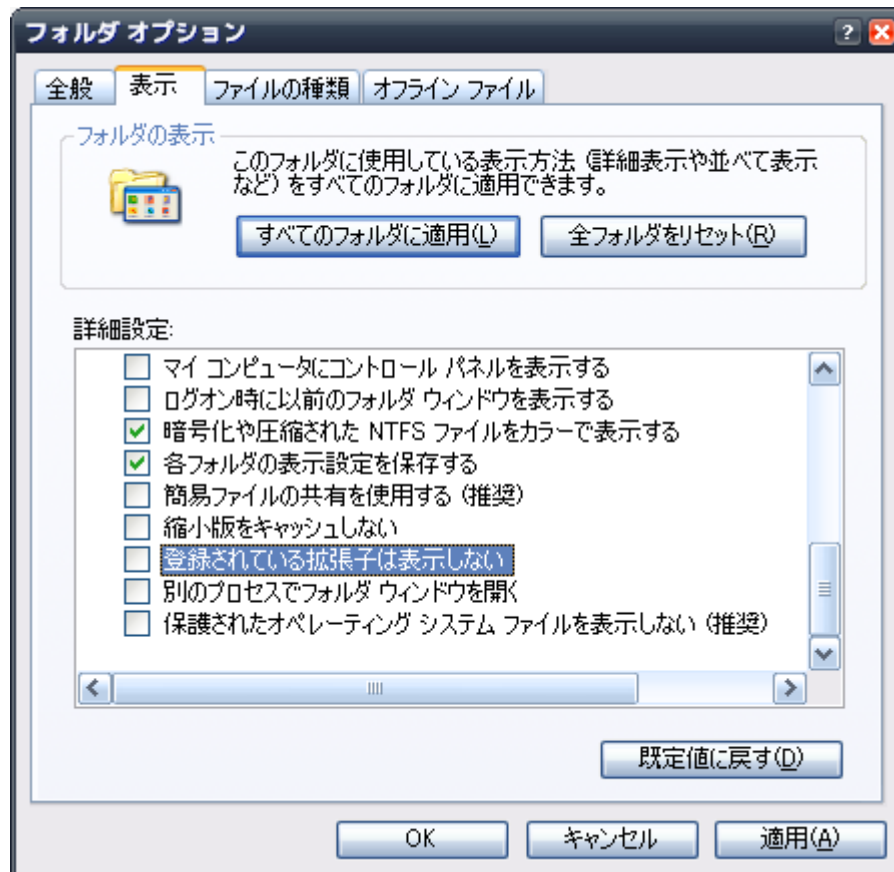 フォルダ オプション
全般 表示 ファイルの種類 オフライン ファイル
フォルダの表示
このフォルダに使用している表示方法 (詳細表示や並べて表示
など) をすべてのフォルダに適用できます。
すべてのフォルダに適用(L) 全フォルダをリセット(R)
詳細設定:
マイ コンピュータにコントロール パネルを表示する
ログオン時に以前のフォルダ ウィンドウを表示する
暗号化や圧縮された NTFS ファイルをカラーで表示する
各フォルダの表示設定を保存する
簡易ファイルの共有を使用する (推奨)
縮小版をキャッシュしない
登録されている拡張子は表示しない
別のプロセスでフォルダ ウィンドウを開く
保護されたオペレーティング システム ファイルを表示しない (推奨)
既定値に戻す(D)
OK キャンセル 適用(A)